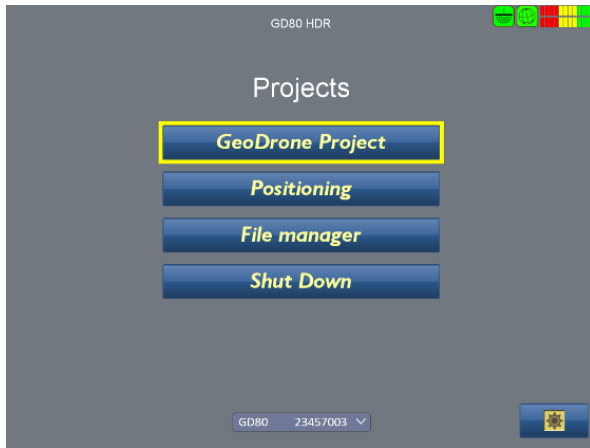 GD80 HDR
Projects
GeoDrone Project
Positioning
File manager
Shut Down
GD80 23457003